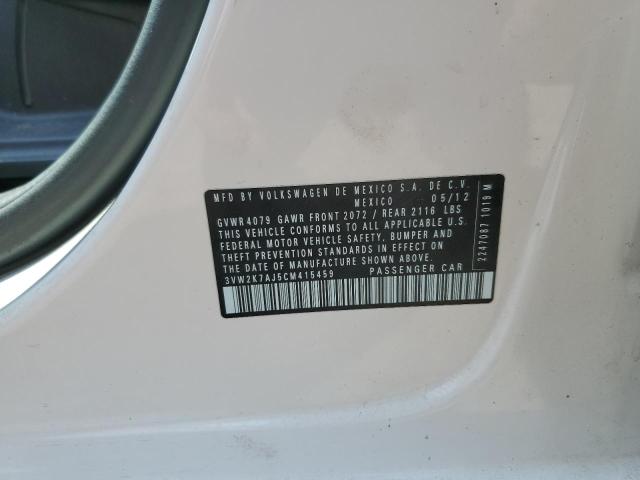 MFD BY VOLKSWAGEN DE MEXICO S.A. DE C.V.
MEXICO 05/12
GVWR 4079 GAWR FRONT 2072 / REAR 2116 LBS
THIS VEHICLE CONFORMS TO ALL APPLICABLE U.S.
FEDERAL MOTOR VEHICLE SAFETY, BUMPER AND
THEFT PREVENTION STANDARDS IN EFFECT ON
THE DATE OF MANUFACTURE SHOWN ABOVE.
3VW2K7AJ5CM415459 PASSENGER CAR
2247087 1019 M